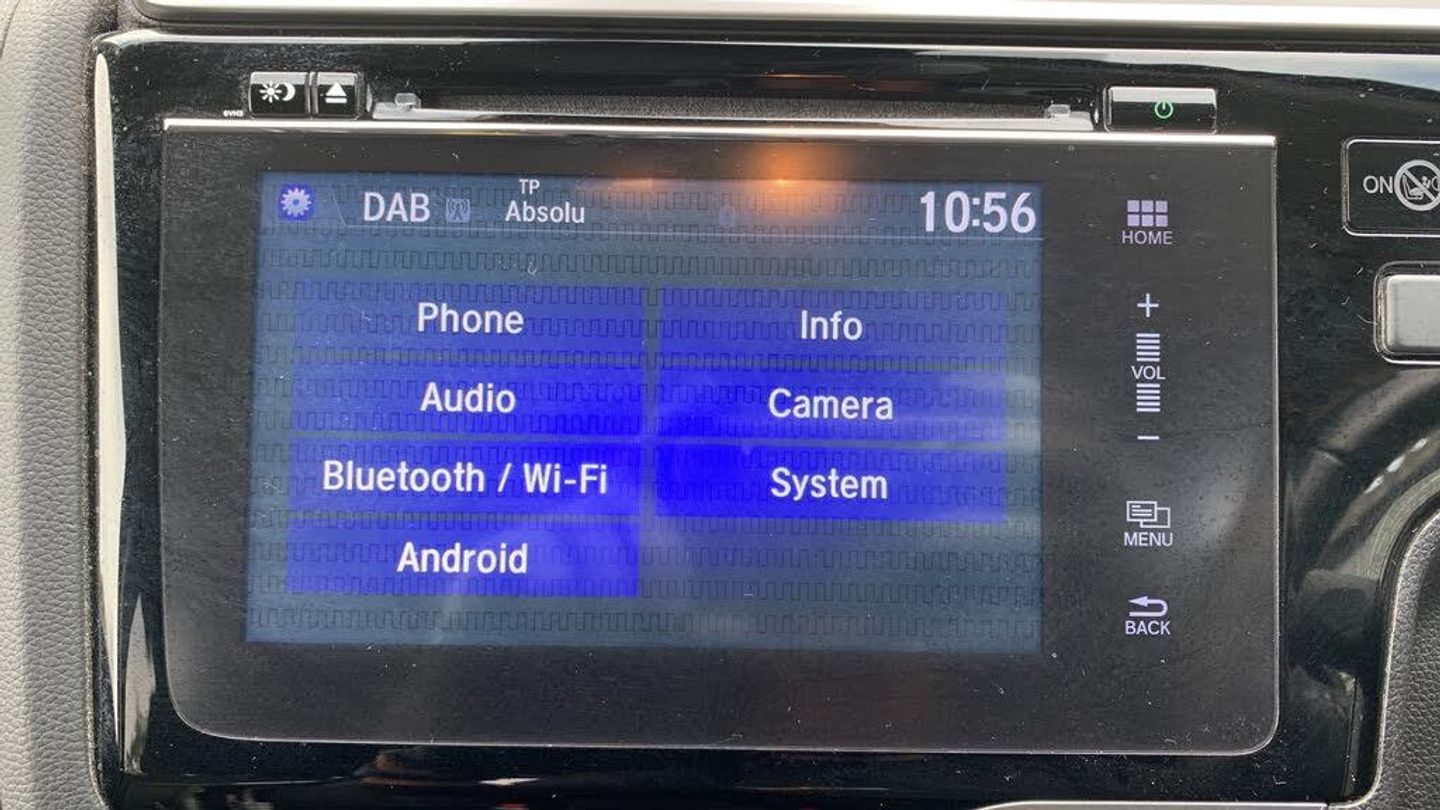 TP
DAB Absolu 10:56
HOME
ON
Phone Info
+
VOL
Audio Camera
-
Bluetooth / Wi-Fi System
MENU
Android
BACK